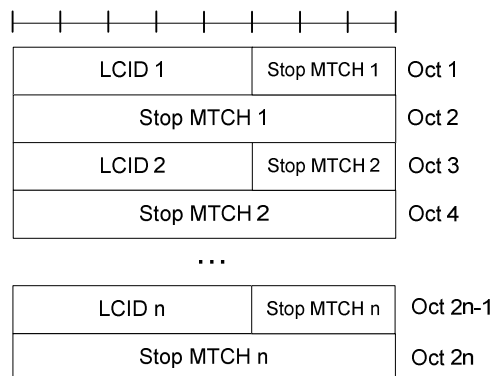 LCID 1 Stop MTCH 1 Oct 1
Stop MTCH 1 Oct 2
LCID 2 Stop MTCH 2 Oct 3
Stop MTCH 2 Oct 4
...
LCID n Stop MTCH n Oct 2n-1
Stop MTCH n Oct 2n